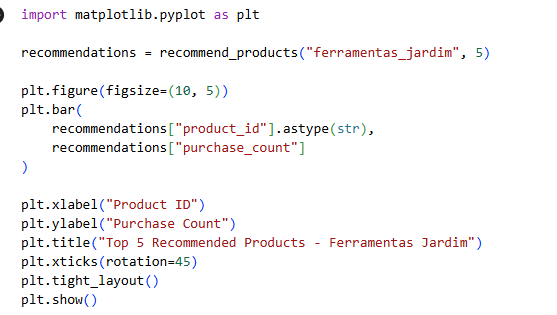 import matplotlib.pyplot as plt
recommendations = recommend_products("ferramentas_jardim", 5)
plt.figure(figsize=(10, 5))
plt.bar(
    recommendations["product_id"].astype(str),
    recommendations["purchase_count"]
)
plt.xlabel("Product ID")
plt.ylabel("Purchase Count")
plt.title("Top 5 Recommended Products - Ferramentas Jardim")
plt.xticks(rotation=45)
plt.tight_layout()
plt.show()